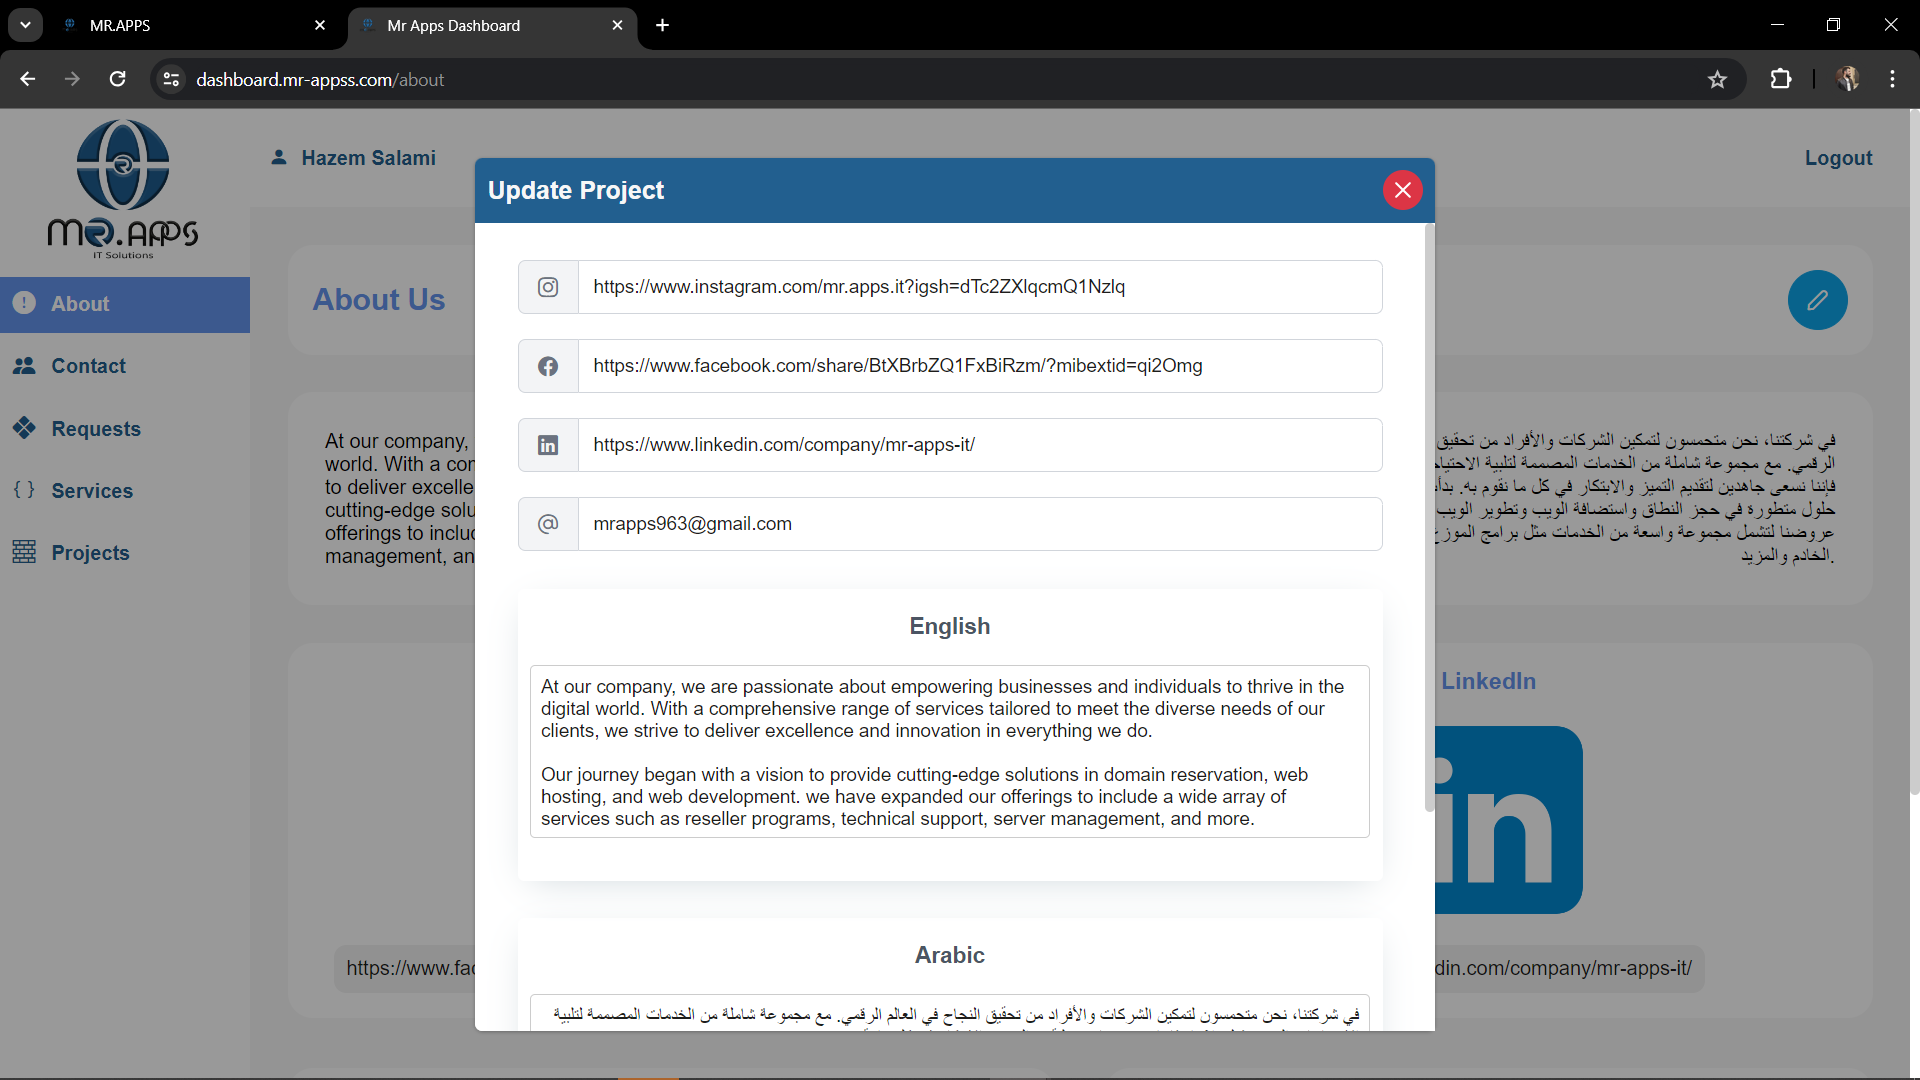 MR.APPS
Mr Apps Dashboard
dashboard.mr-appss.com/about
MR.APPS
IT Solutions
Hazem Salami
Logout
About
Contact
Requests
Services
Projects
About Us
At our company,
world. With a cor
to deliver excelle
cutting-edge solu
offerings to includ
management, an
Update Project
https://www.instagram.com/mr.apps.it?igsh=dTc2ZXlqcmQ1Nzlq
https://www.facebook.com/share/BtXBrbZQ1FxBiRzm/?mibextid=qi2Omg
https://www.linkedin.com/company/mr-apps-it/
@ mrapps963@gmail.com
English
At our company, we are passionate about empowering businesses and individuals to thrive in the
digital world. With a comprehensive range of services tailored to meet the diverse needs of our
clients, we strive to deliver excellence and innovation in everything we do.
Our journey began with a vision to provide cutting-edge solutions in domain reservation, web
hosting, and web development. we have expanded our offerings to include a wide array of
services such as reseller programs, technical support, server management, and more.
Arabic
في شركتنا، نحن متحمسون لتمكين الشركات والأفراد من تحقيق النجاح في العالم الرقمي. مع مجموعة شاملة من الخدمات المصممة لتلبية
في شركتنا، نحن متحمسون لتمكين الشركات والأفراد من تحقيق
الرقمي. مع مجموعة شاملة من الخدمات المصممة لتلبية الاحتيا
فإننا نسعى جاهدين لتقديم التميز والابتكار في كل ما نقوم به. بدأ
حلول متطورة في حجز النطاق واستضافة الويب وتطوير الويب
عروضنا لتشمل مجموعة واسعة من الخدمات مثل برامج الموزع
الخادم والمزيد.
LinkedIn
in
https://www.fac
din.com/company/mr-apps-it/